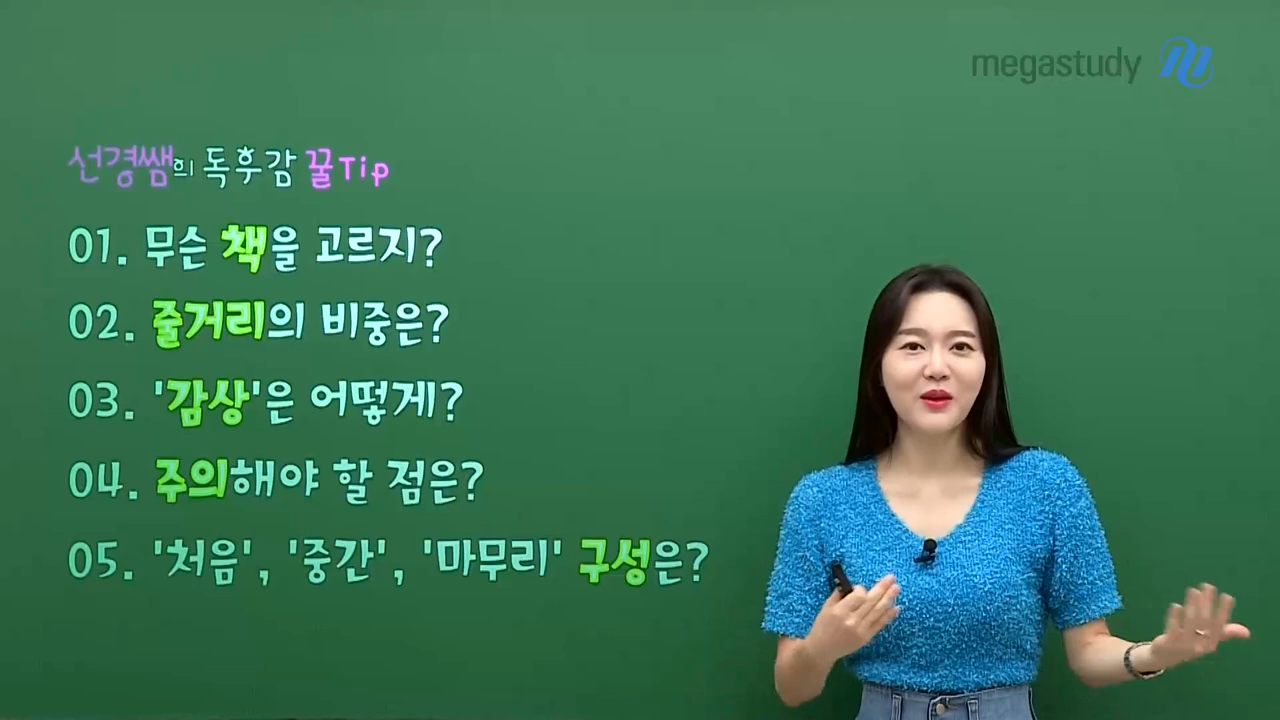 megastudy
선경쌤의 독후감 꿀Tip
01. 무슨 책을 고르지?
02. 줄거리의 비중은?
03. '감상'은 어떻게?
04. 주의해야 할 점은?
05. '처음', '중간', '마무리' 구성은?